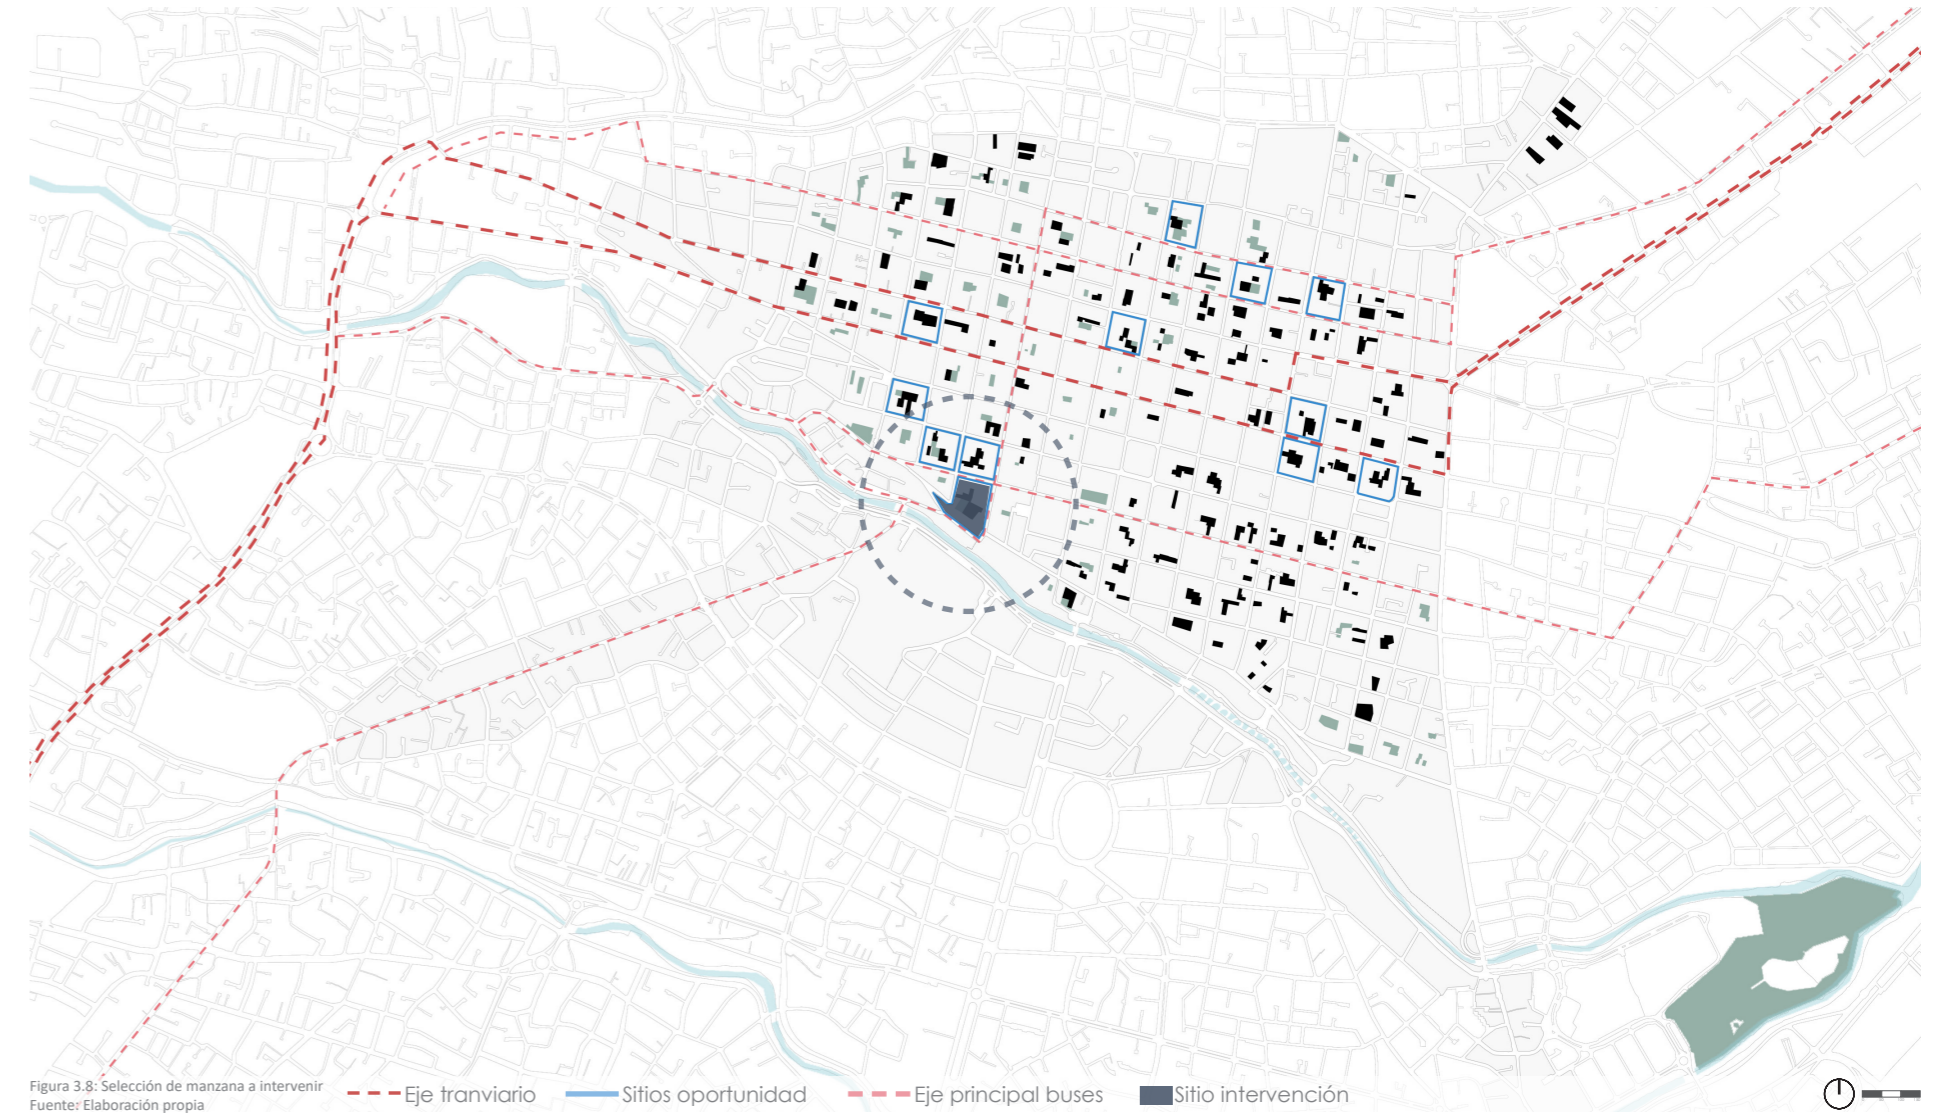 Figura 3.8: Selección de manzana a intervenir
Fuente: Elaboración propia
Eje tranviario
Sitios oportunidad
Eje principal buses
Sitio intervención